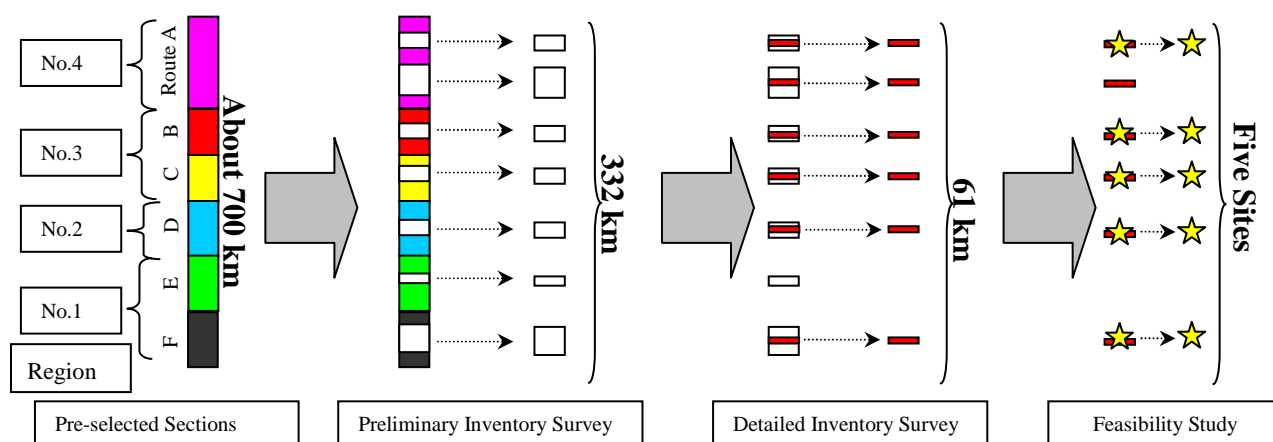 No.4
No.3
No.2
No.1
Region
Route A
B
C
D
E
F
About 700 km
332 km
61 km
Five Sites
Pre-selected Sections
Preliminary Inventory Survey
Detailed Inventory Survey
Feasibility Study